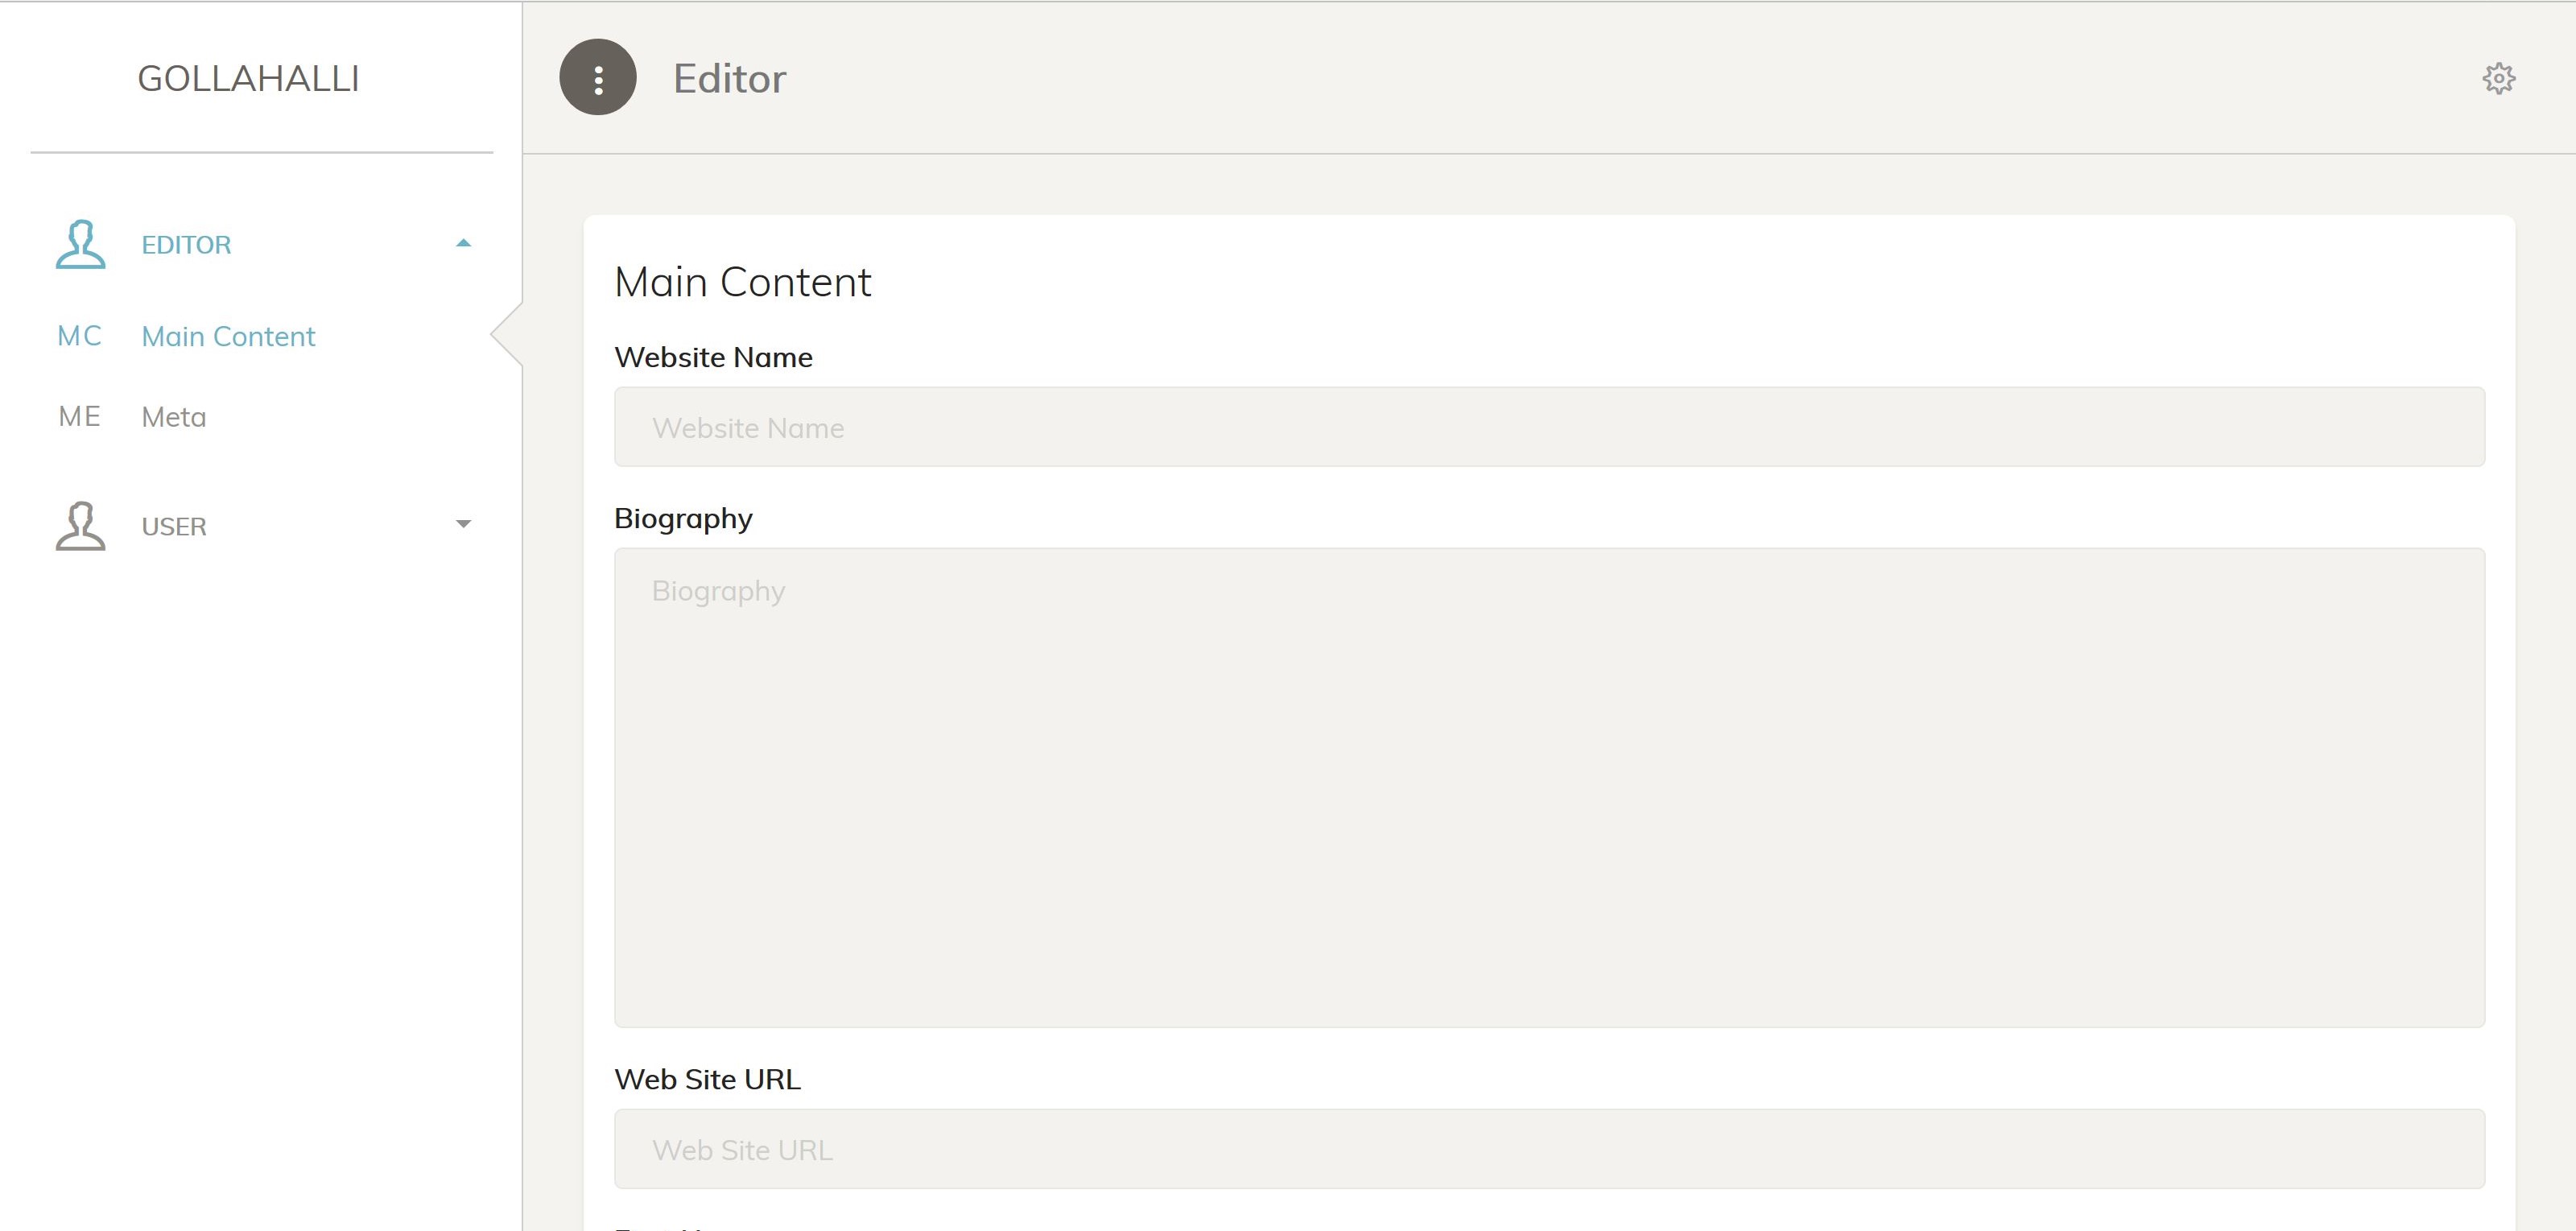 GOLLAHALLI
EDITOR
MC Main Content
ME Meta
USER
Editor
Main Content
Website Name
Website Name
Biography
Biography
Web Site URL
Web Site URL